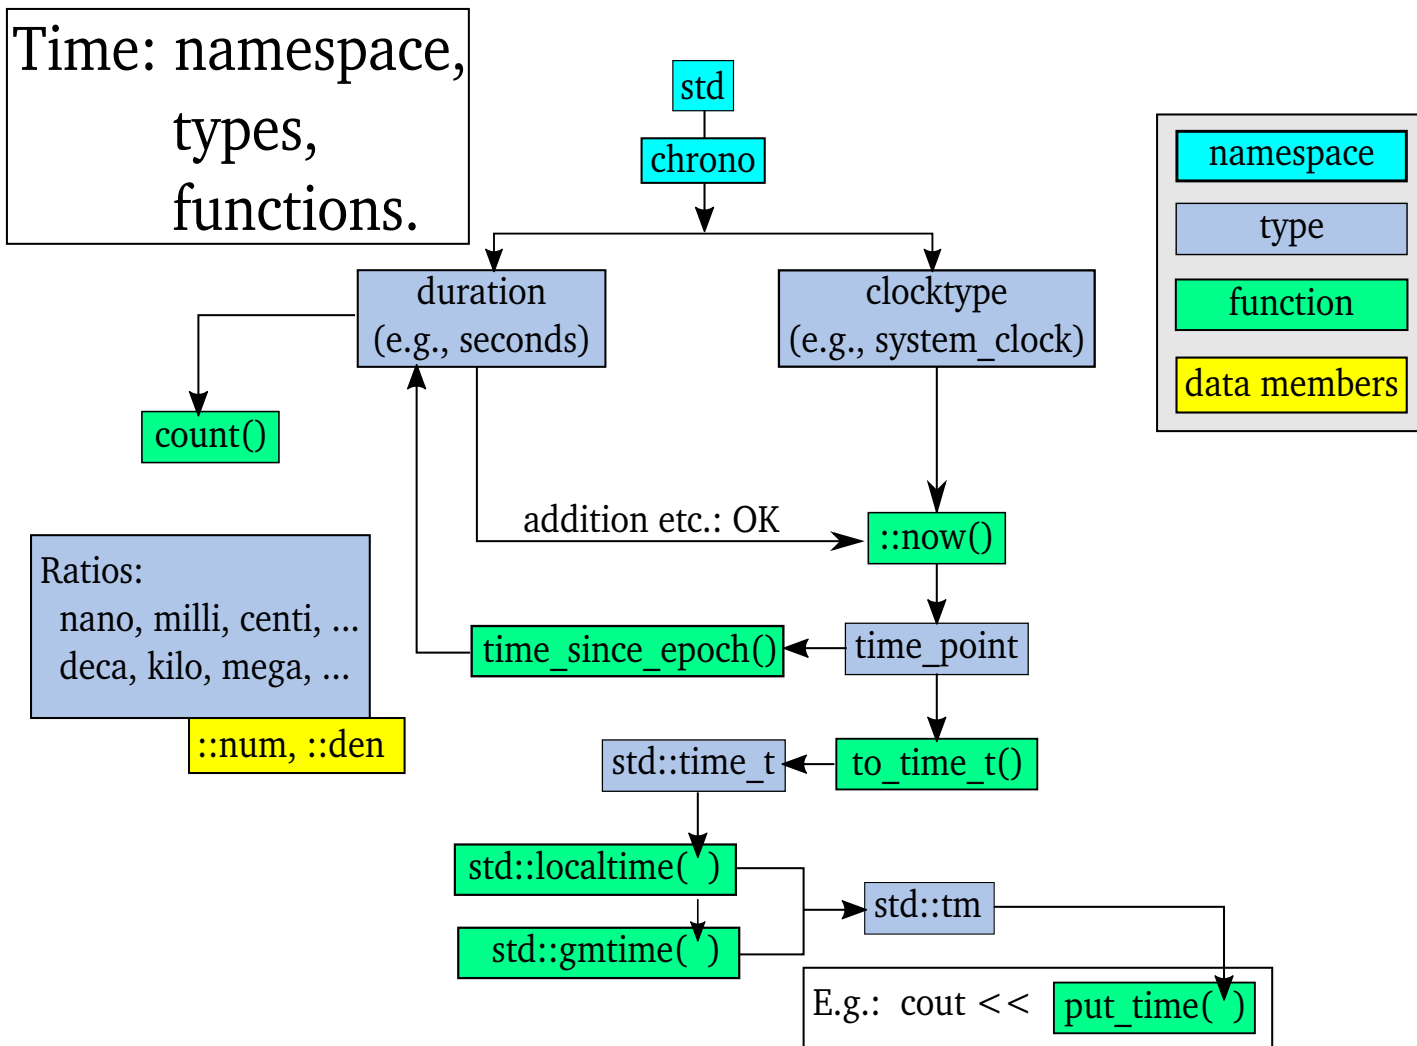 Time: namespace,
types,
functions.
std
chrono
namespace
type
function
data members
duration
(e.g., seconds)
clocktype
(e.g., system_clock)
count()
addition etc.: OK
::now()
Ratios:
nano, milli, centi, ...
deca, kilo, mega, ...
::num, ::den
time_since_epoch()
time_point
std::time_t
to_time_t()
std::localtime( )
std::gmtime( )
std::tm
E.g.: cout << put_time( )